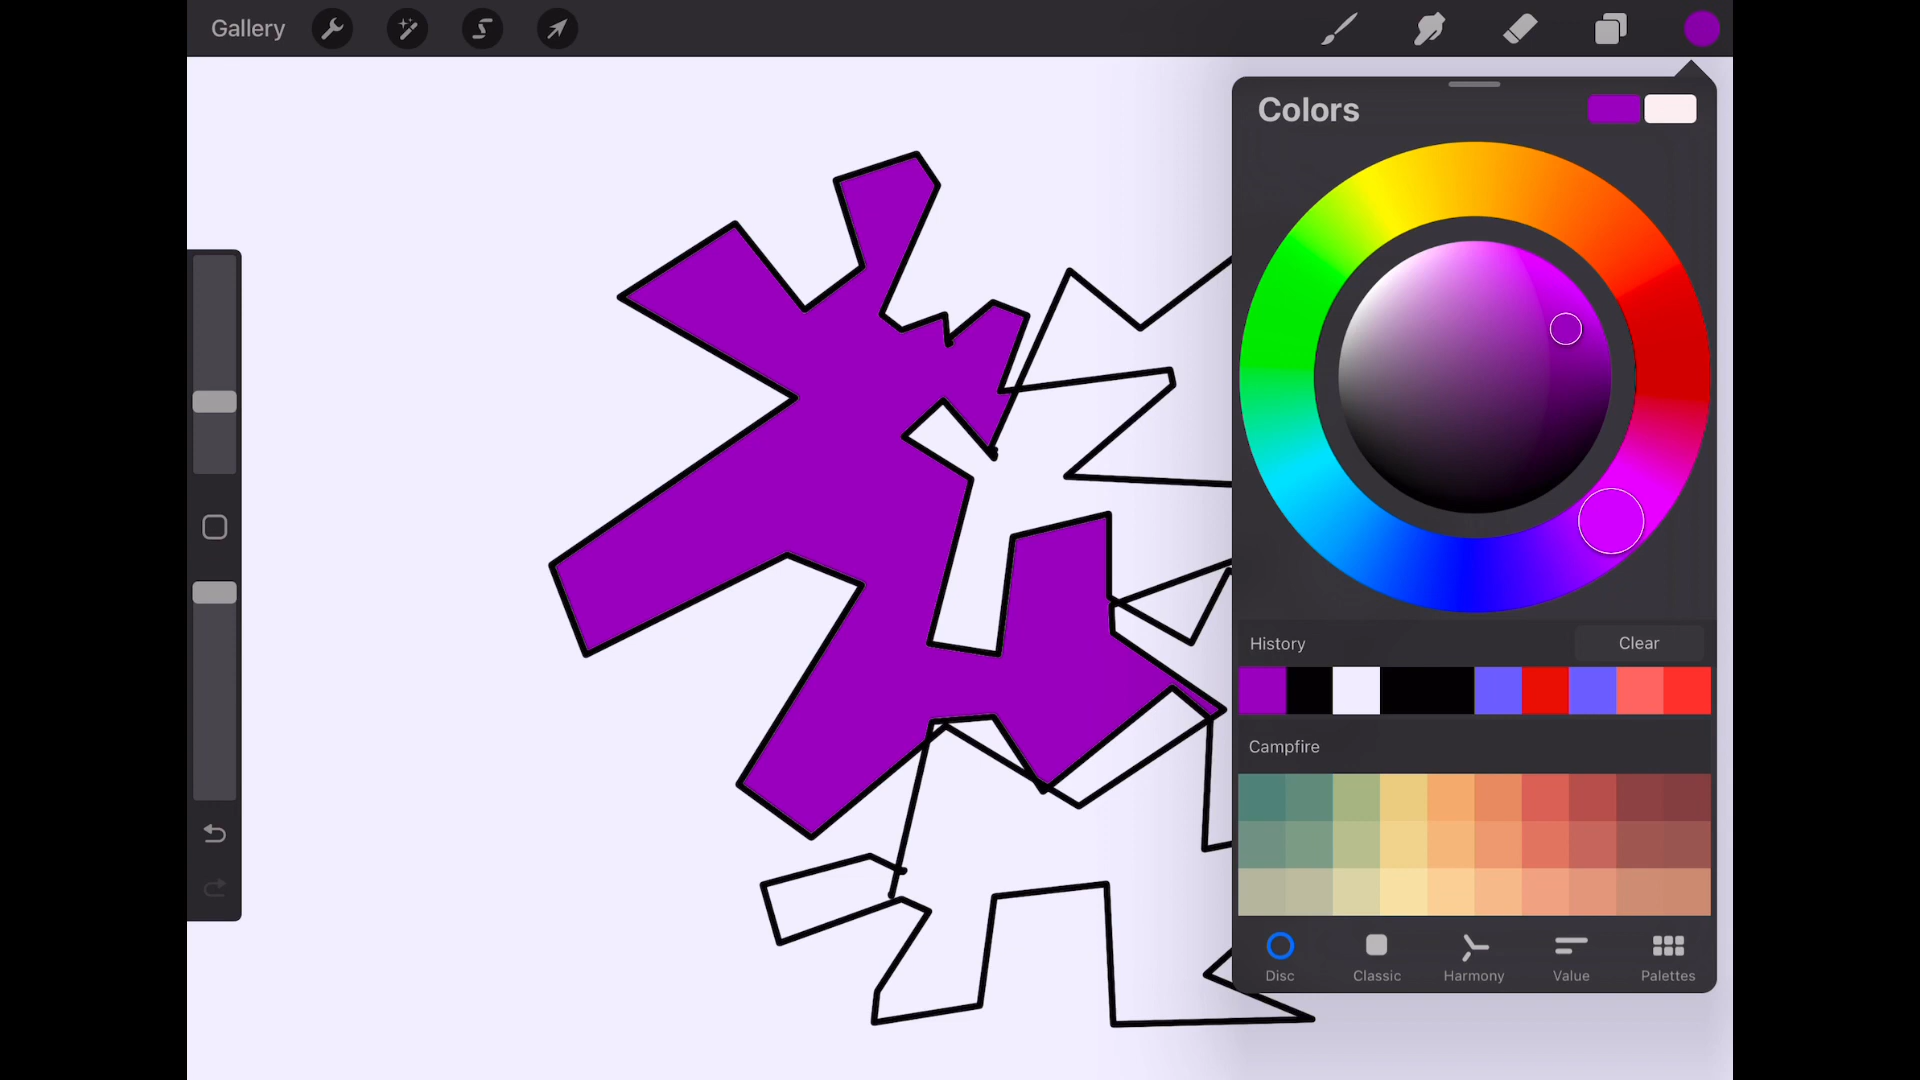 Gallery
Colors
History
Clear
Campfire
Disc
Classic
Harmony
Value
Palettes